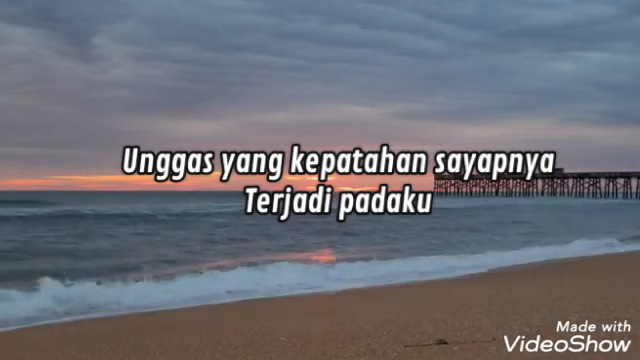 Unggas yang kepatahan sayapnya
Terjadi padaku
Made with
VideoShow